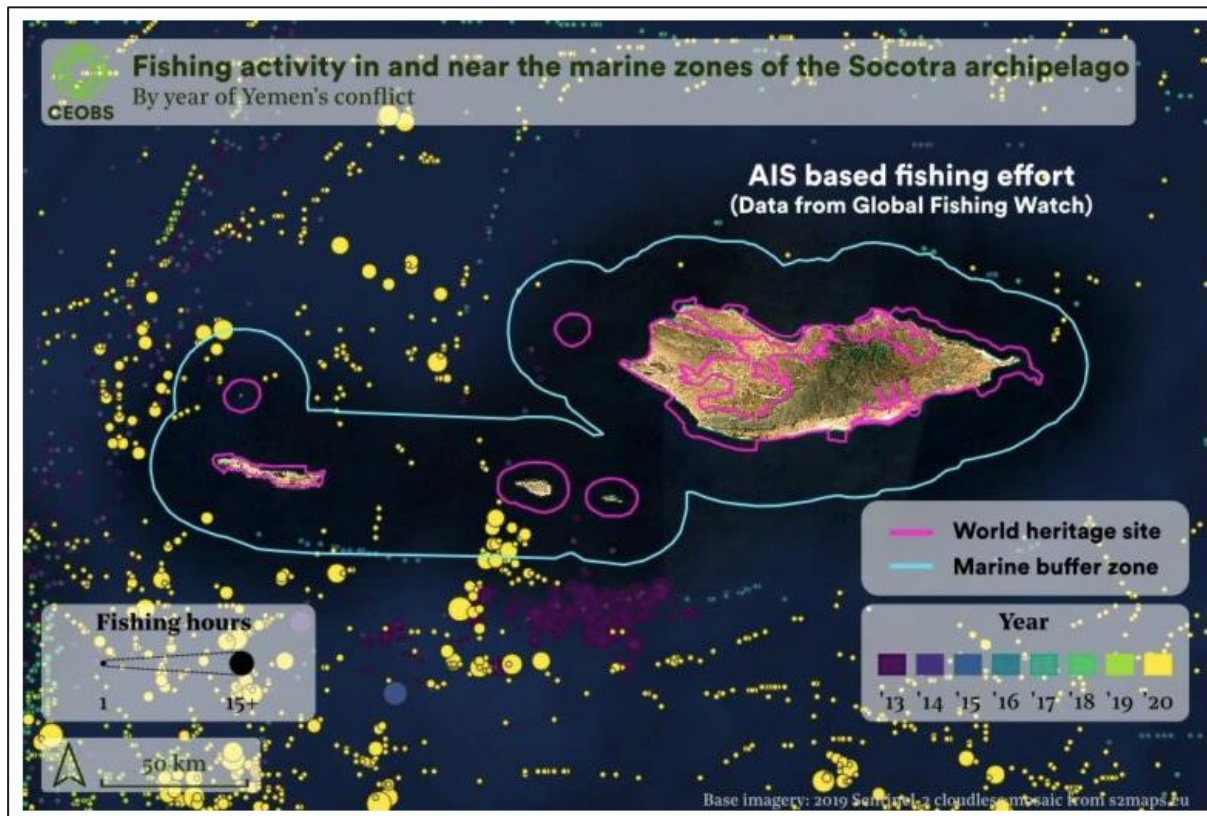 Fishing activity in and near the marine zones of the Socotra archipelago
By year of Yemen's conflict
CEOBS
AIS based fishing effort
(Data from Global Fishing Watch)
World heritage site
Marine buffer zone
Fishing hours
1 15+
Year
'13 '14 '15 '16 '17 '18 '19 '20
50 km
Base imagery: 2019 Sentinel-2 cloudless mosaic from s2maps.eu